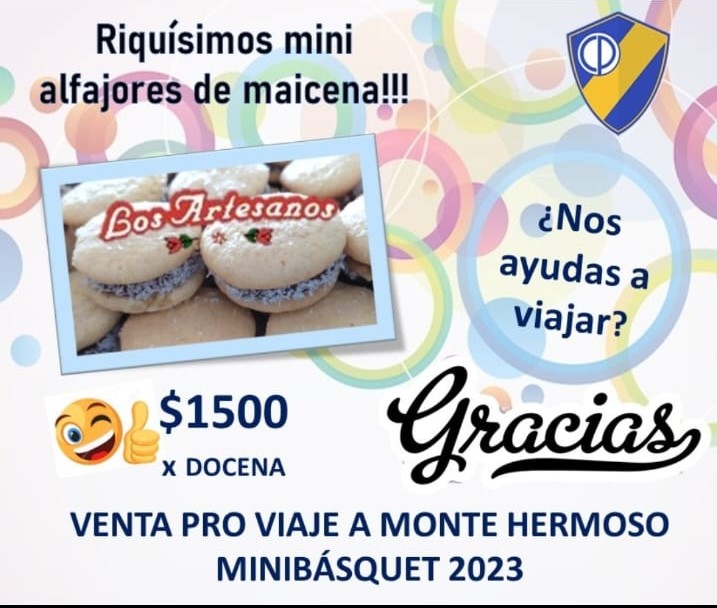 Riquísimos mini
alfajores de maicena!!!
CP
Los Artesanos
¿Nos
ayudas a
viajar?
$1500
x DOCENA
Gracias
VENTA PRO VIAJE A MONTE HERMOSO
MINIBÁSQUET 2023